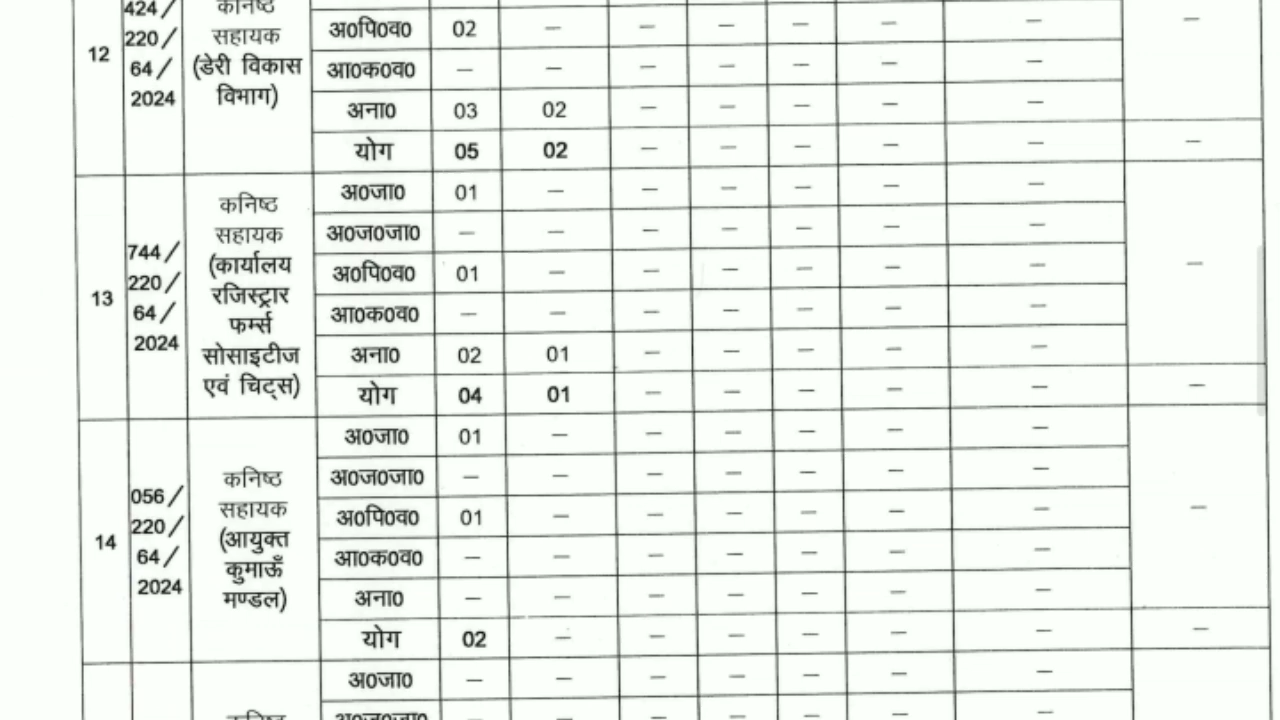 424/ कनिष्ठ
220/ सहायक अ0पि0व0 02 — — — — — — —
12 64/ (डेरी विकास आ0क0व0 — — — — — — —
2024 विभाग) अना0 03 02 — — — — —
योग 05 02 — — — — — —
अ0जा0 01 — — — — — —
कनिष्ठ
सहायक अ0ज0जा0 — — — — — — —
744/ (कार्यालय अ0पि0व0 01 — — — — — — —
220/ रजिस्ट्रार
13 64/ फर्म्स आ0क0व0 — — — — — — —
2024 सोसाइटीज अना0 02 01 — — — — —
एवं चिट्स) योग 04 01 — — — — — —
अ0जा0 01 — — — — — —
कनिष्ठ अ0ज0जा0 — — — — — — —
056/ सहायक अ0पि0व0 01 — — — — — — —
220/ (आयुक्त
14 64/ कुमाऊँ आ0क0व0 — — — — — — —
2024 मण्डल) अना0 — — — — — — —
योग 02 — — — — — — —
अ0जा0 — — — — — — —
कनिष्ठ अ0ज0जा0 — — — — — — —